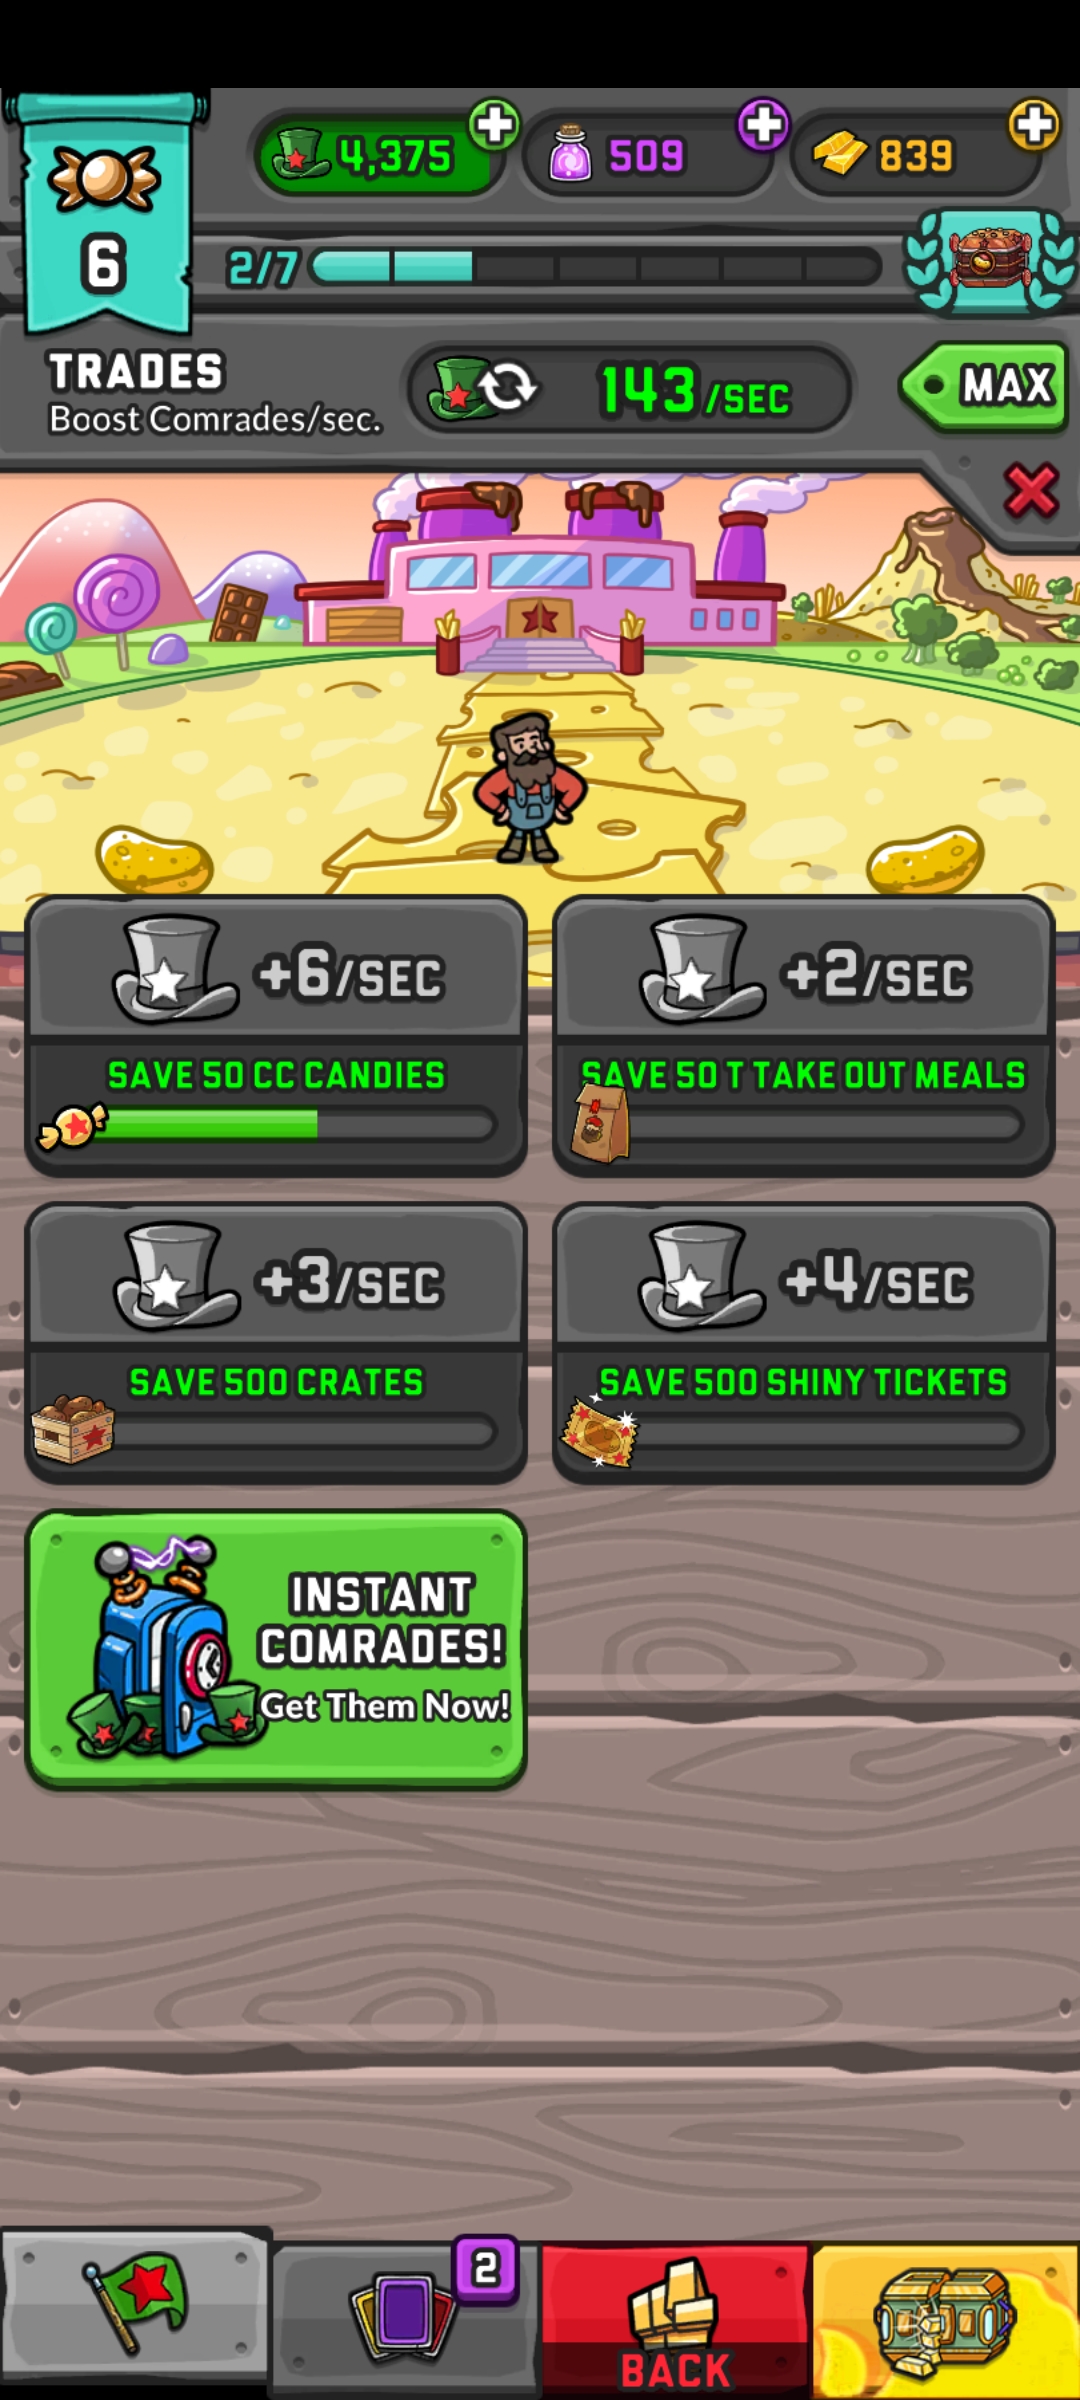 4,375
509
839
6
2/7
TRADES
Boost Comrades/sec.
143/SEC
MAX
+6/SEC
+2/SEC
SAVE 50 CC CANDIES
SAVE 50 T TAKE OUT MEALS
+3/SEC
+4/SEC
SAVE 500 CRATES
SAVE 500 SHINY TICKETS
INSTANT
COMRADES!
Get Them Now!
2
BACK